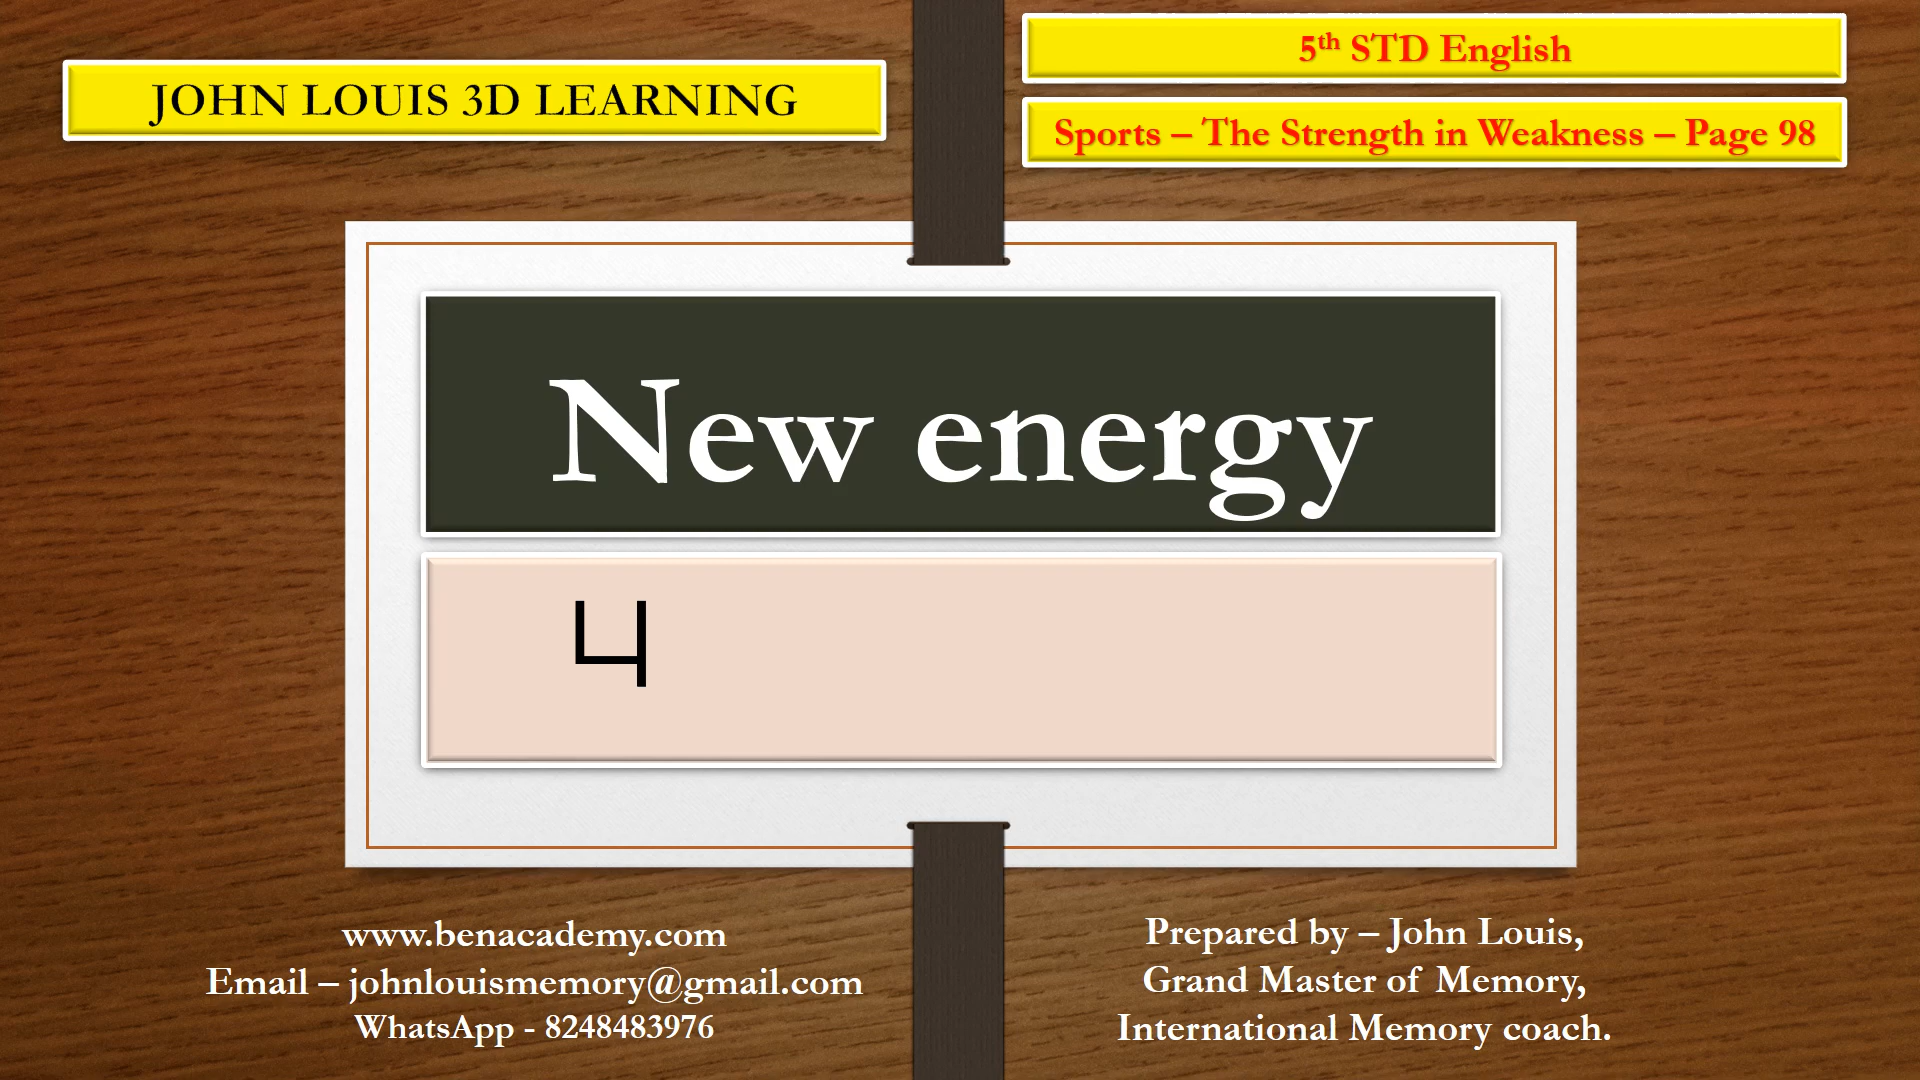 JOHN LOUIS 3D LEARNING
5th STD English
Sports – The Strength in Weakness – Page 98
New energy
பு
www.benacademy.com
Email – johnlouismemory@gmail.com
WhatsApp - 8248483976
Prepared by – John Louis,
Grand Master of Memory,
International Memory coach.